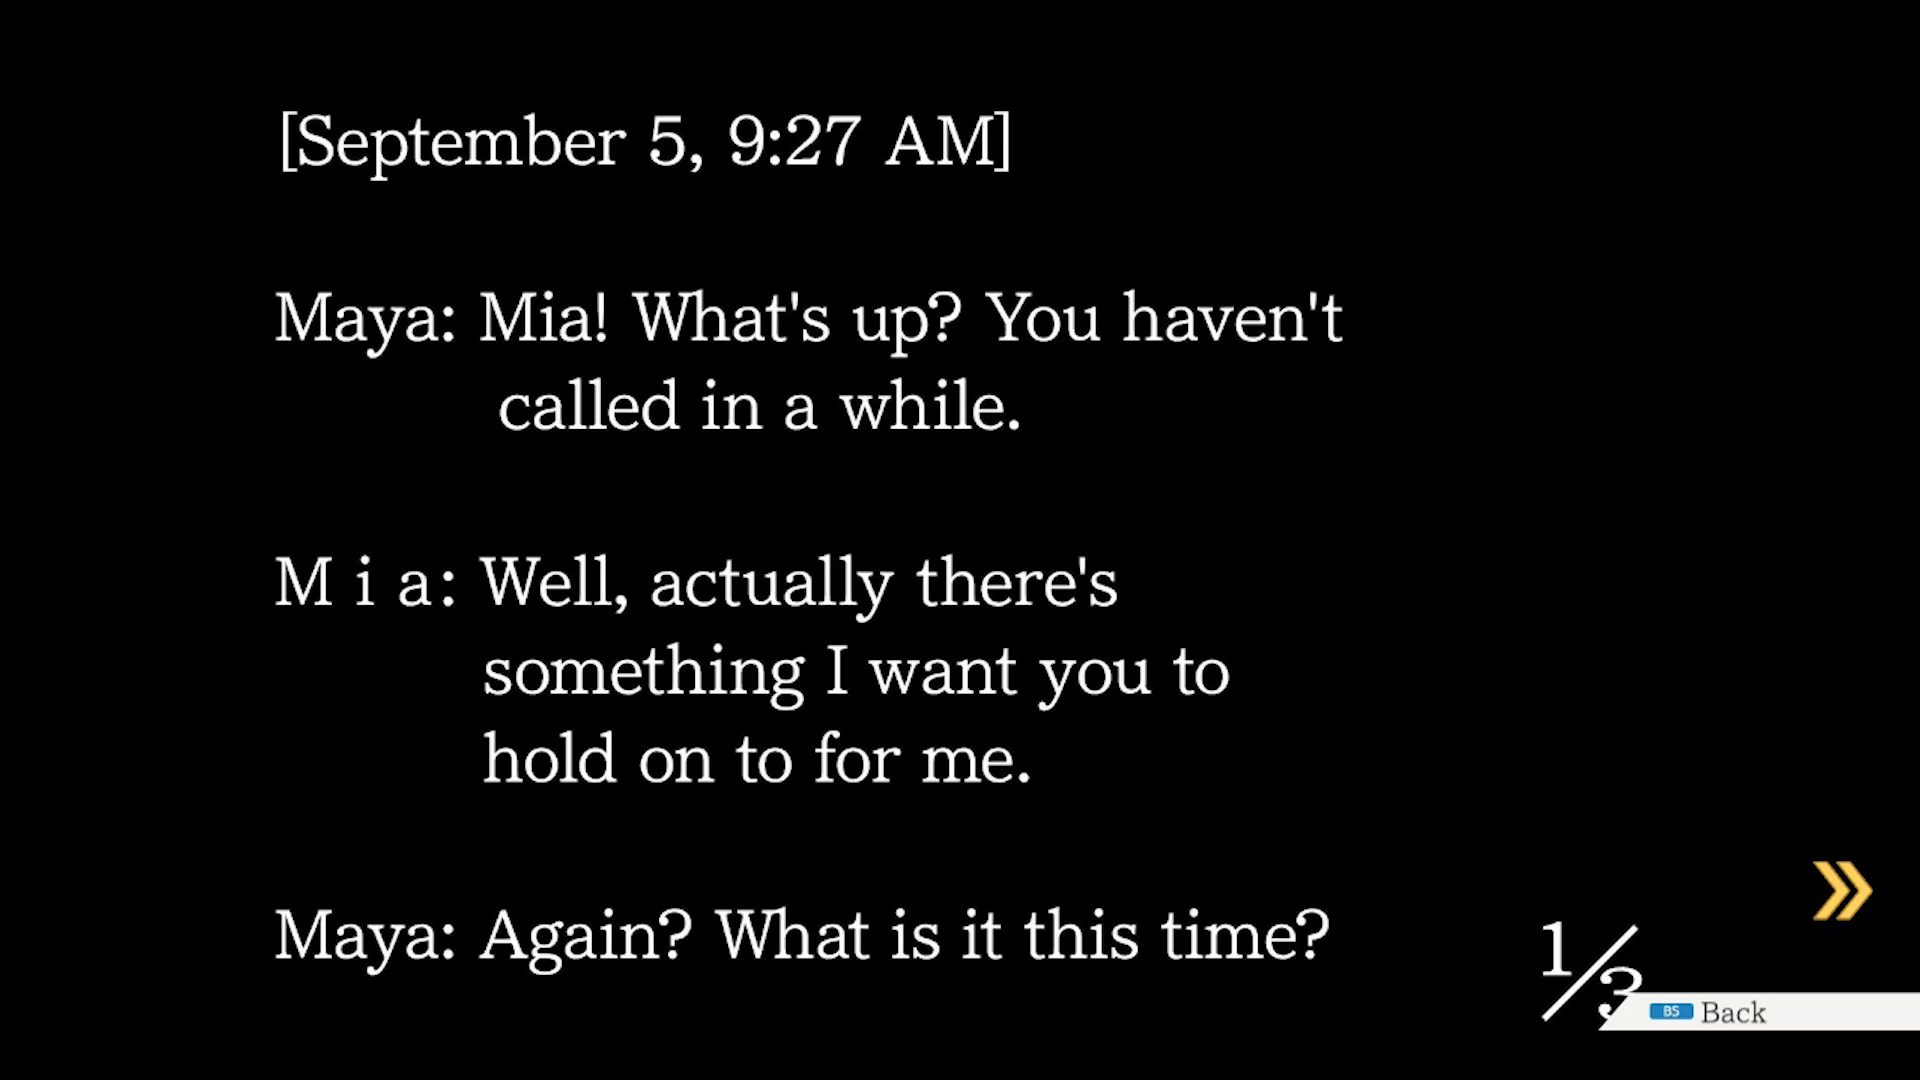 [September 5, 9:27 AM]
Maya: Mia! What's up? You haven't
called in a while.
M i a: Well, actually there's
something I want you to
hold on to for me.
Maya: Again? What is it this time?
1/3
BS Back